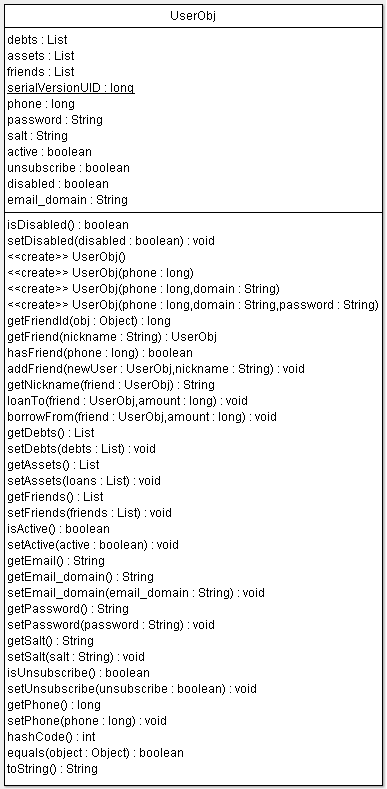 UserObj
debts : List
assets : List
friends : List
serialVersionUID : long
phone : long
password : String
salt : String
active : boolean
unsubscribe : boolean
disabled : boolean
email_domain : String
isDisabled() : boolean
setDisabled(disabled : boolean) : void
<<create>> UserObj()
<<create>> UserObj(phone : long)
<<create>> UserObj(phone : long,domain : String)
<<create>> UserObj(phone : long,domain : String,password : String)
getFriendId(obj : Object) : long
getFriend(nickname : String) : UserObj
hasFriend(phone : long) : boolean
addFriend(newUser : UserObj,nickname : String) : void
getNickname(friend : UserObj) : String
loanTo(friend : UserObj,amount : long) : void
borrowFrom(friend : UserObj,amount : long) : void
getDebts() : List
setDebts(debts : List) : void
getAssets() : List
setAssets(loans : List) : void
getFriends() : List
setFriends(friends : List) : void
isActive() : boolean
setActive(active : boolean) : void
getEmail() : String
getEmail_domain() : String
setEmail_domain(email_domain : String) : void
getPassword() : String
setPassword(password : String) : void
getSalt() : String
setSalt(salt : String) : void
isUnsubscribe() : boolean
setUnsubscribe(unsubscribe : boolean) : void
getPhone() : long
setPhone(phone : long) : void
hashCode() : int
equals(object : Object) : boolean
toString() : String